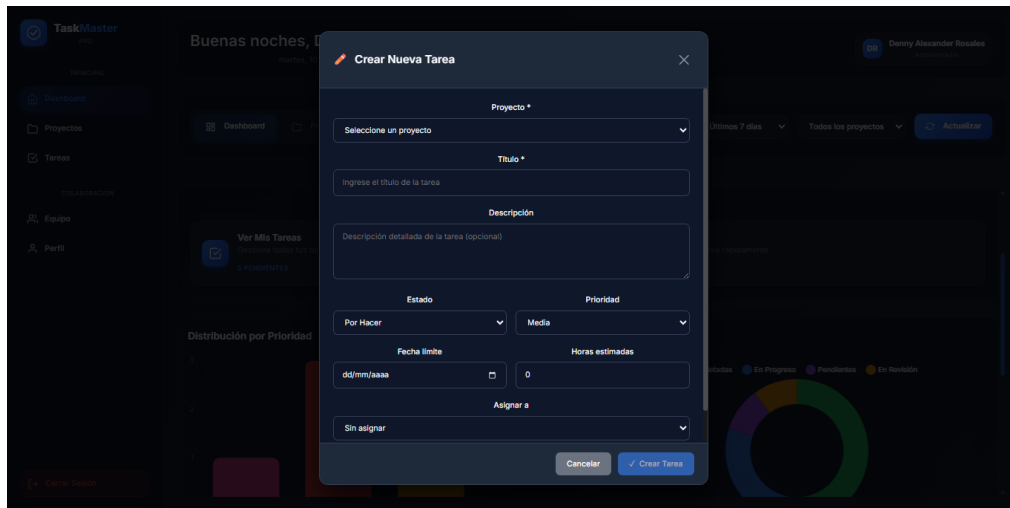 TaskMaster
Buenas noches, D
Denny Alexander Rosales
DR
Crear Nueva Tarea
Dashboard
Proyectos
Tareas
COLABORACIÓN
Equipo
Perfil
Dashboard
Últimos 7 días
Todos los proyectos
Actualizar
Proyecto *
Seleccione un proyecto
Título *
Ingrese el título de la tarea
Descripción
Descripción detallada de la tarea (opcional)
Ver Mis Tareas
6 PENDIENTES
Estado
Prioridad
Por Hacer
Media
Fecha límite
Horas estimadas
dd/mm/aaaa
0
Asignar a
Sin asignar
Distribución por Prioridad
En Progreso
Pendientes
En Revisión
Cancelar
✓ Crear Tarea
Cerrar Sesión